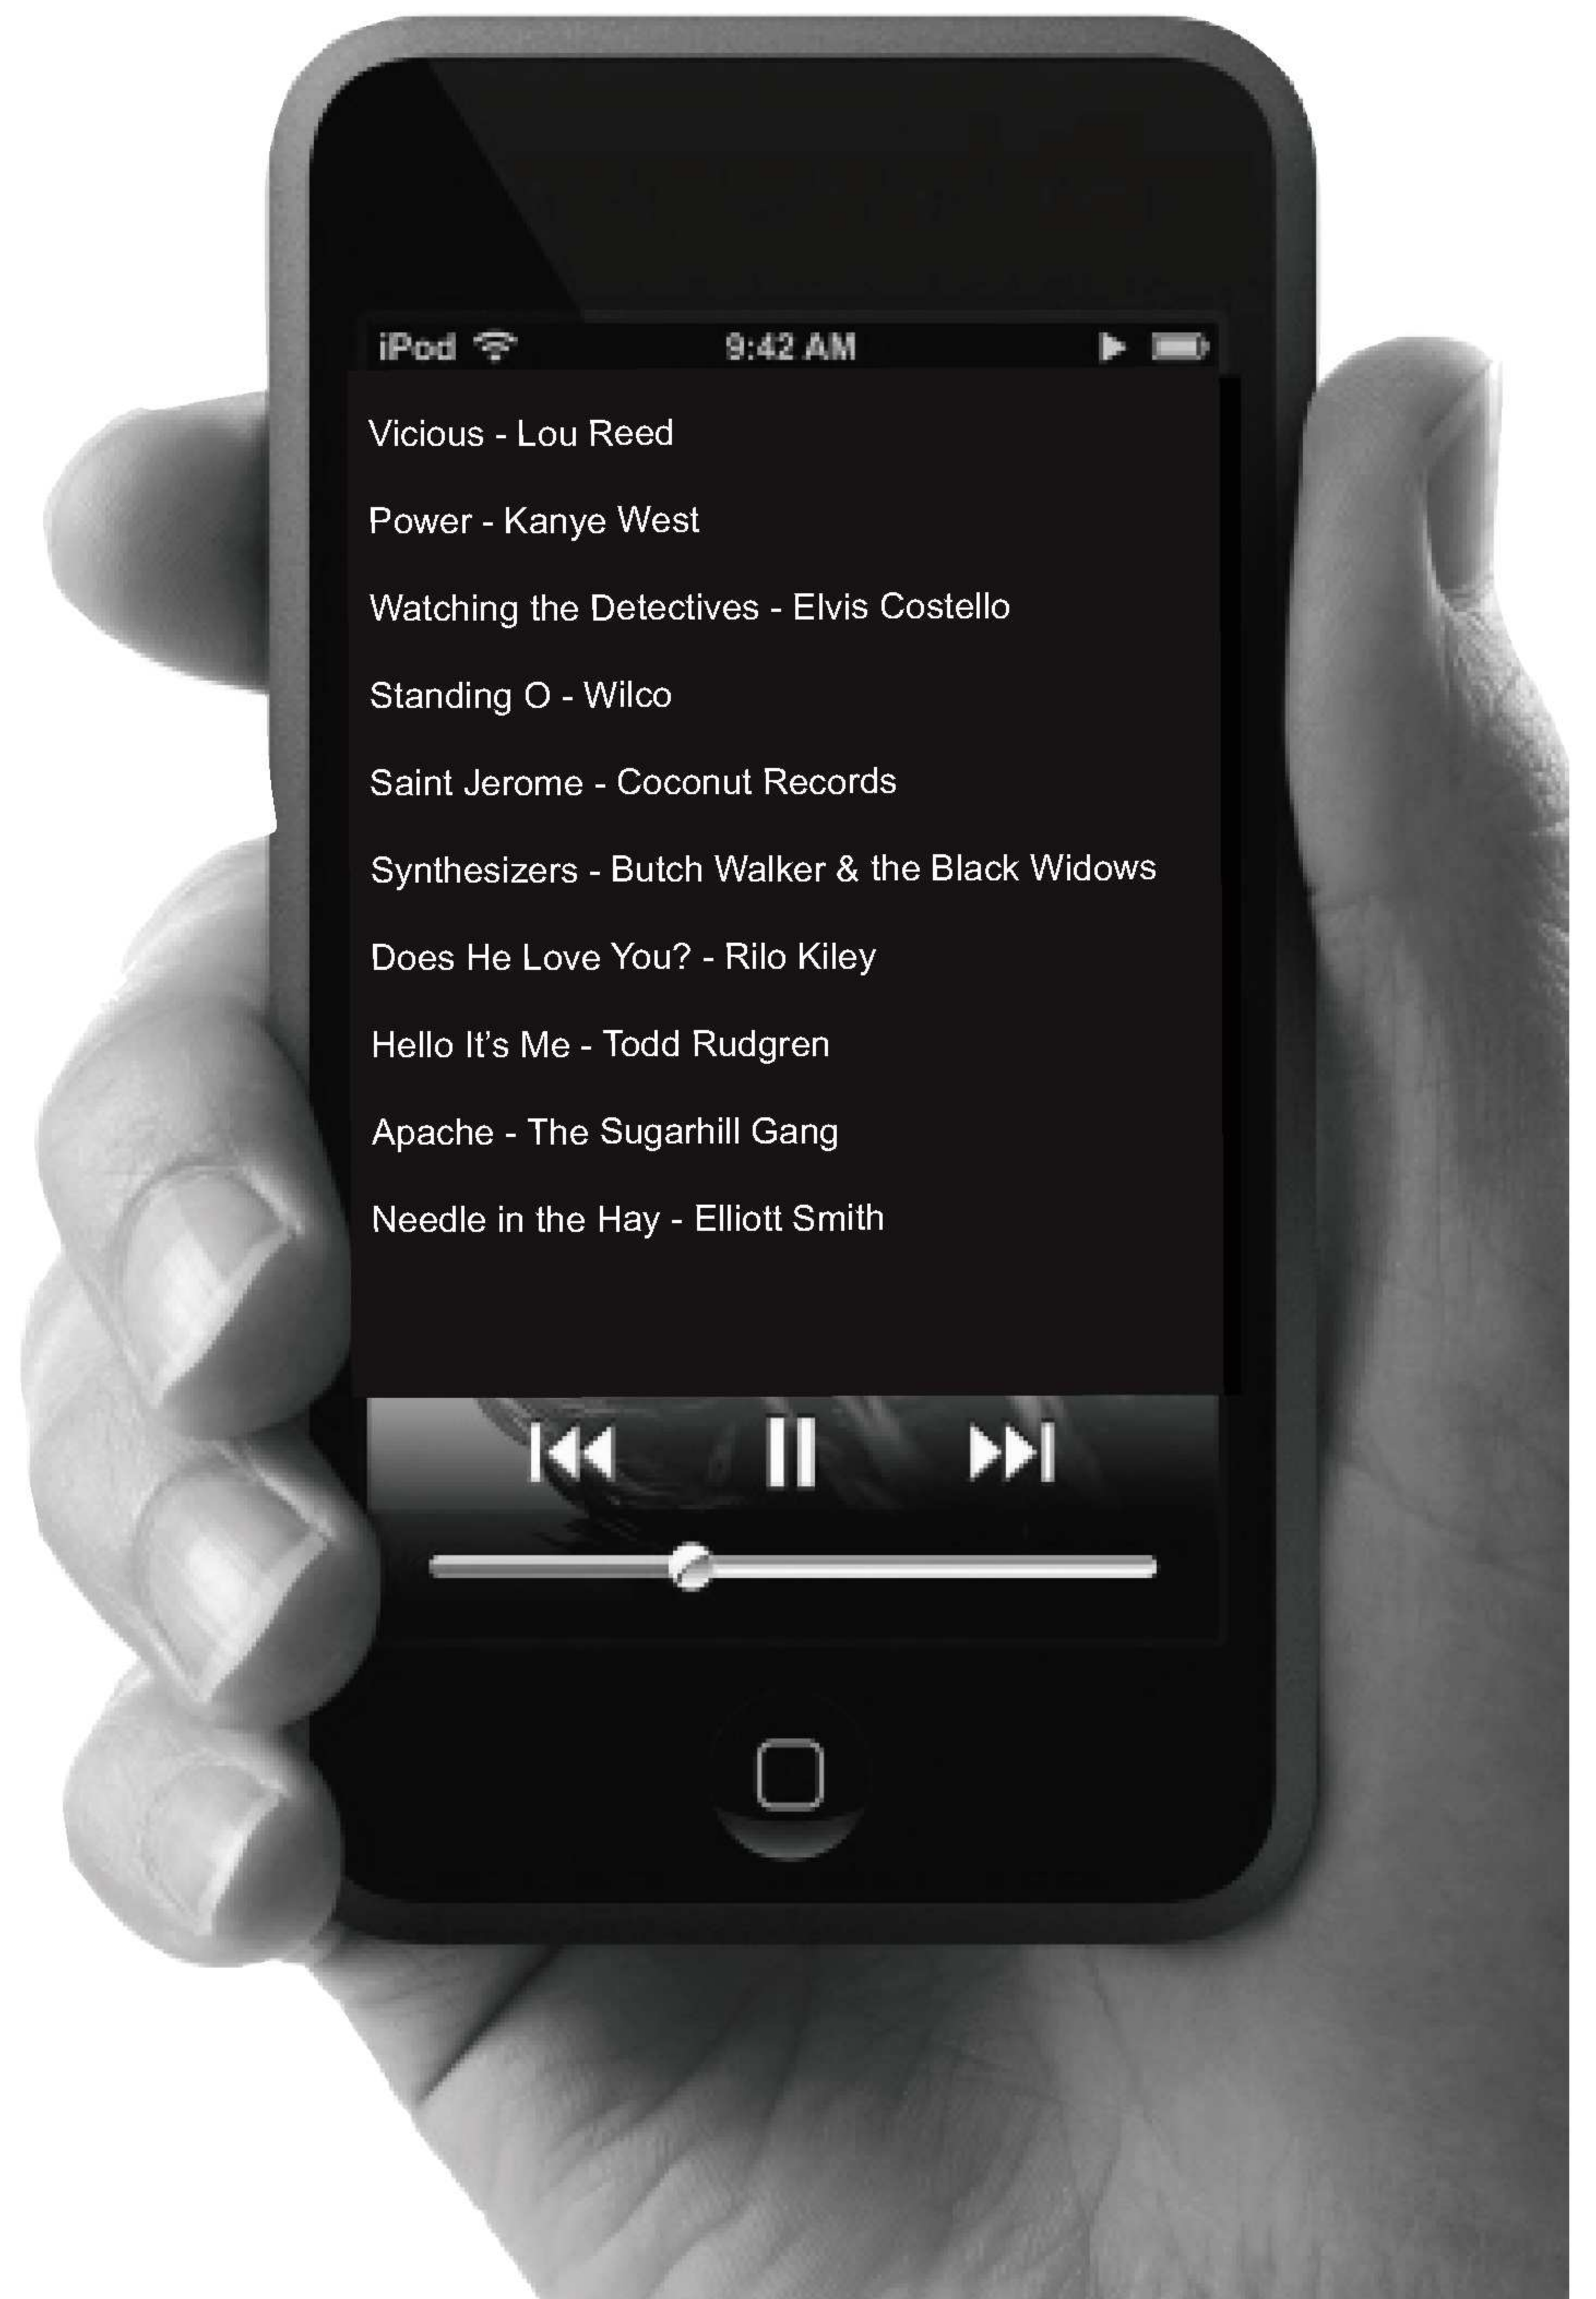 iPod 9:42 AM
Vicious - Lou Reed
Power - Kanye West
Watching the Detectives - Elvis Costello
Standing O - Wilco
Saint Jerome - Coconut Records
Synthesizers - Butch Walker & the Black Widows
Does He Love You? - Rilo Kiley
Hello It’s Me - Todd Rudgren
Apache - The Sugarhill Gang
Needle in the Hay - Elliott Smith